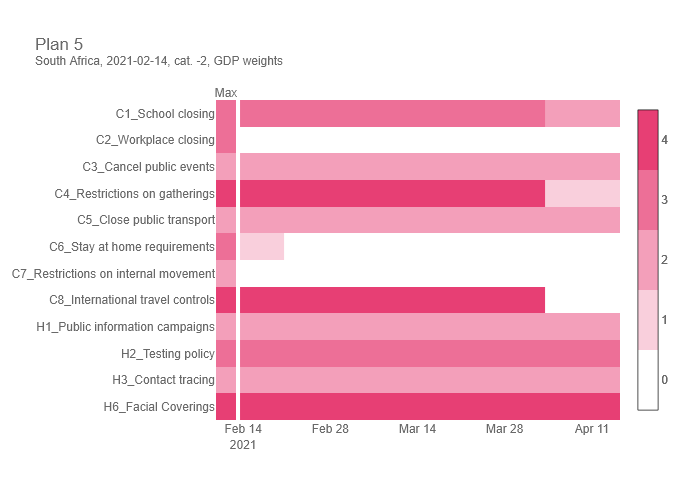 Plan 5
South Africa, 2021-02-14, cat. -2, GDP weights
Max
C1_School closing
C2_Workplace closing
C3_Cancel public events
C4_Restrictions on gatherings
C5_Close public transport
C6_Stay at home requirements
C7_Restrictions on internal movement
C8_International travel controls
H1_Public information campaigns
H2_Testing policy
H3_Contact tracing
H6_Facial Coverings
Feb 14 Feb 28 Mar 14 Mar 28 Apr 11
2021
4
3
2
1
0